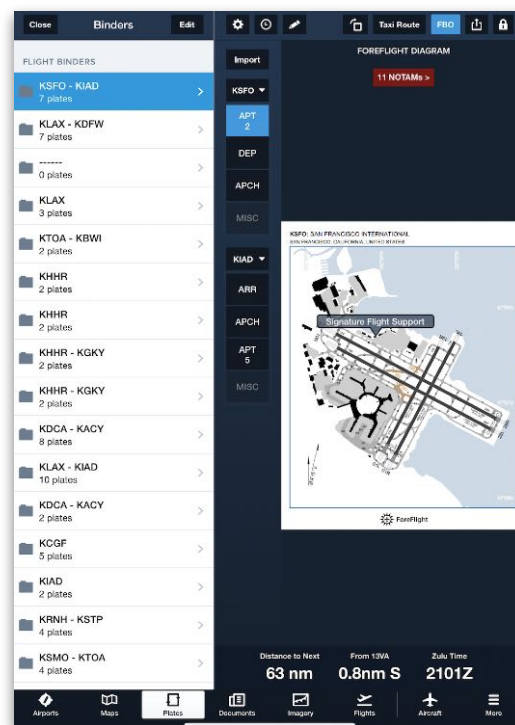 Close
Binders
Edit
FLIGHT BINDERS
KSFO - KIAD
7 plates
KLAX - KDFW
7 plates
------
0 plates
KLAX
3 plates
KTOA - KBWI
2 plates
KHHR
2 plates
KHHR
2 plates
KHHR - KGKY
2 plates
KHHR - KGKY
2 plates
KDCA - KACY
8 plates
KLAX - KIAD
10 plates
KDCA - KACY
2 plates
KCGF
5 plates
KIAD
2 plates
KRNH - KSTP
4 plates
KSMO - KTOA
4 plates
Taxi Route
FBO
Import
KSFO
APT
2
DEP
APCH
MISC
KIAD
ARR
APCH
APT
5
MISC
FOREFLIGHT DIAGRAM
11 NOTAMs >
KSFO: SAN FRANCISCO INTERNATIONAL
SAN FRANCISCO, CALIFORNIA, UNITED STATES
Signature Flight Support
ForeFlight
Distance to Next
63 nm
From 13VA
0.8nm S
Zulu Time
2101Z
Airports
Maps
Plates
Documents
Imagery
Flights
Aircraft
More